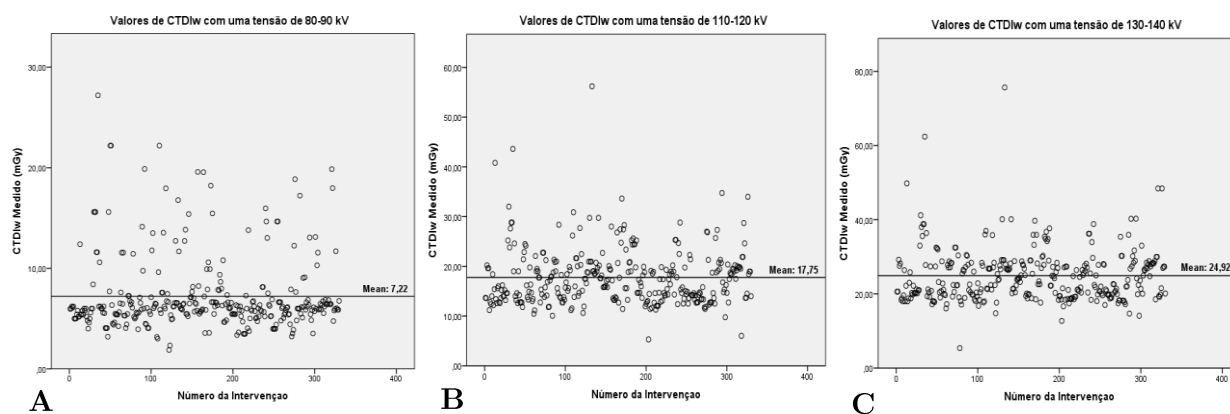 Valores de CTDIw com uma tensão de 80-90 kV
30,00
20,00
10,00
,00
CTDIw Medido (mGy)
Mean: 7,22
0
100
200
300
400
Número da Intervençao
A
Valores de CTDIw com uma tensão de 110-120 kV
60,00
50,00
40,00
30,00
20,00
10,00
,00
CTDIw Medido (mGy)
Mean: 17,75
0
100
200
300
400
Número da Intervençao
B
Valores de CTDIw com uma tensão de 130-140 kV
80,00
60,00
40,00
20,00
,00
CTDIw Medido (mGy)
Mean: 24,92
0
100
200
300
400
Número da Intervençao
C